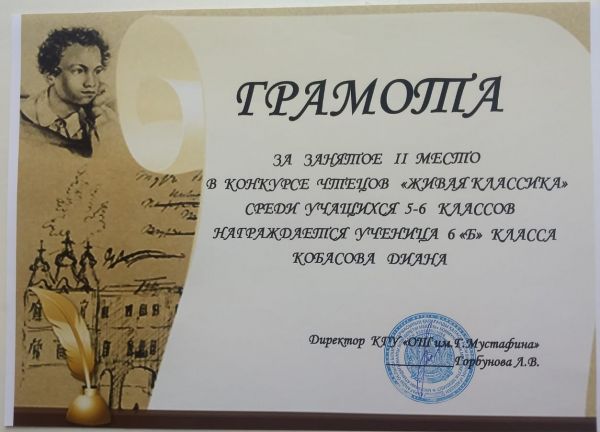 ГРАМОТА
ЗА ЗАНЯТОЕ II МЕСТО
В КОНКУРСЕ ЧТЕЦОВ «ЖИВАЯ КЛАССИКА»
СРЕДИ УЧАЩИХСЯ 5-6 КЛАССОВ
НАГРАЖДАЕТСЯ УЧЕНИЦА 6 «Б» КЛАССА
КОБАСОВА ДИАНА
Директор КГУ «ОШ им.Г.Мустафина»
Горбунова Л.В.